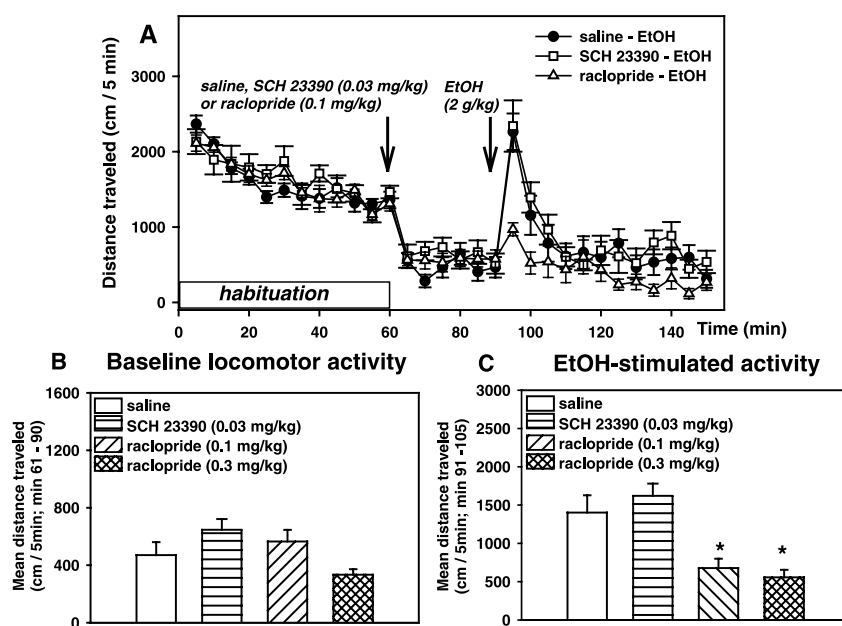 A
saline - EtOH
SCH 23390 - EtOH
raclopride - EtOH
Distance traveled (cm / 5 min)
3000
2000
1000
0
saline, SCH 23390 (0.03 mg/kg)
or raclopride (0.1 mg/kg)
EtOH
(2 g/kg)
habituation
0
20
40
60
80
100
120
140
Time (min)
B
Baseline locomotor activity
Mean distance traveled
(cm / 5min; min 61 - 90)
1600
1200
800
400
0
saline
SCH 23390 (0.03 mg/kg)
raclopride (0.1 mg/kg)
raclopride (0.3 mg/kg)
C
EtOH-stimulated activity
Mean distance traveled
(cm / 5min; min 91 -105)
3000
2500
2000
1500
1000
500
0
saline
SCH 23390 (0.03 mg/kg)
raclopride (0.1 mg/kg)
raclopride (0.3 mg/kg)
*
*